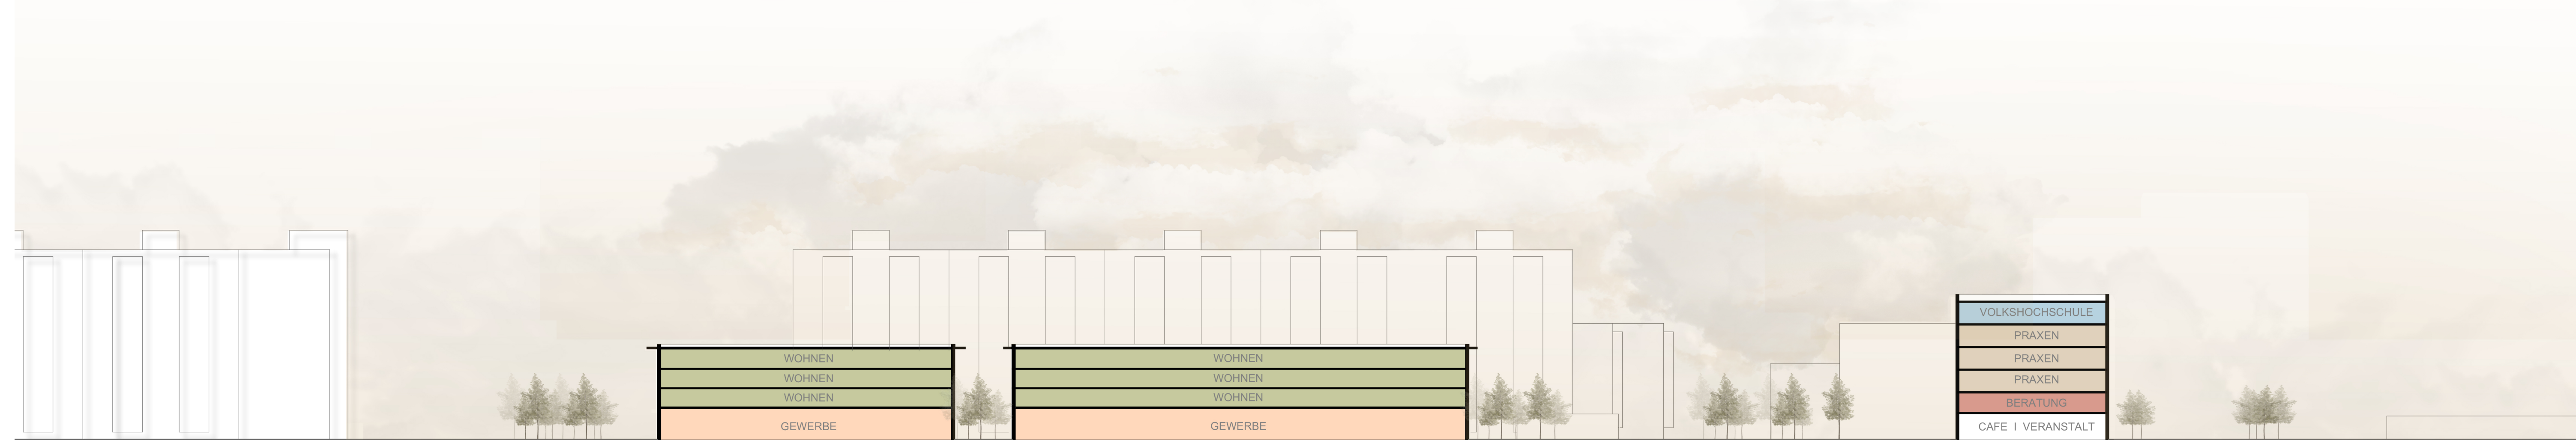 WOHNEN
WOHNEN
WOHNEN
GEWERBE
WOHNEN
WOHNEN
WOHNEN
GEWERBE
VOLKSHOCHSCHULE
PRAXEN
PRAXEN
PRAXEN
BERATUNG
CAFE I VERANSTALT